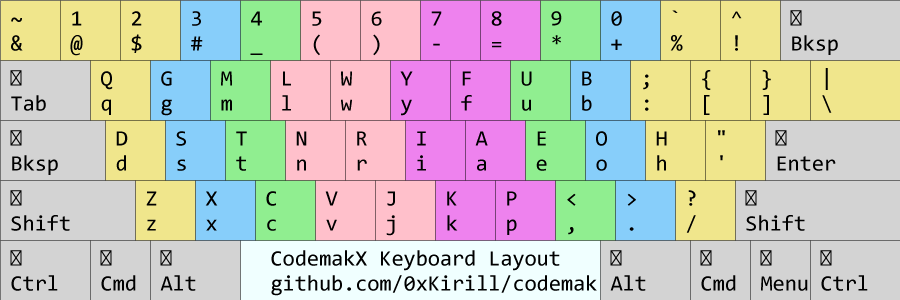 ~ 1 2 3 4 5 6 7 8 9 0 ` ^
& @ $ # _ ( ) - = * + % ! Bksp
Q G M L W Y F U B ; { } |
Tab q g m l w y f u b : [ ] \
D S T N R I A E O H "
Bksp d s t n r i a e o h ' Enter
Z X C V J K P < > ?
Shift z x c v j k p , . / Shift
CodemakX Keyboard Layout
Ctrl Cmd Alt github.com/0xKirill/codemak Alt Cmd Menu Ctrl